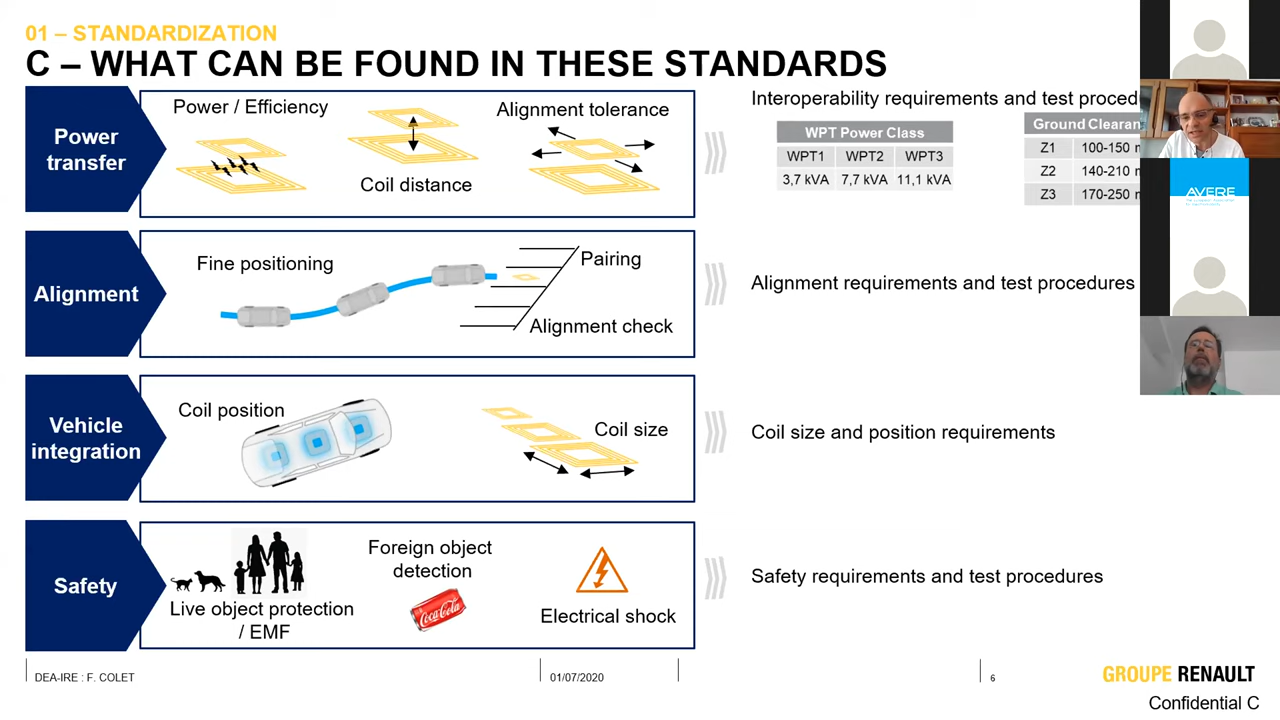 01 – STANDARDIZATION
C – WHAT CAN BE FOUND IN THESE STANDARDS
Power
transfer
Power / Efficiency
Coil distance
Alignment tolerance
Interoperability requirements and test proced
WPT Power Class
WPT1 WPT2 WPT3
3,7 kVA 7,7 kVA 11,1 kVA
Ground Clearan
Z1 100-150 m
Z2 140-210 m
Z3 170-250 m
AVERE
Alignment
Fine positioning
Pairing
Alignment check
Alignment requirements and test procedures
Vehicle
integration
Coil position
Coil size
Coil size and position requirements
Safety
Live object protection
/ EMF
Foreign object
detection
Coca-Cola
Electrical shock
Safety requirements and test procedures
DEA-IRE : F. COLET
01/07/2020
6
GROUPE RENAULT
Confidential C